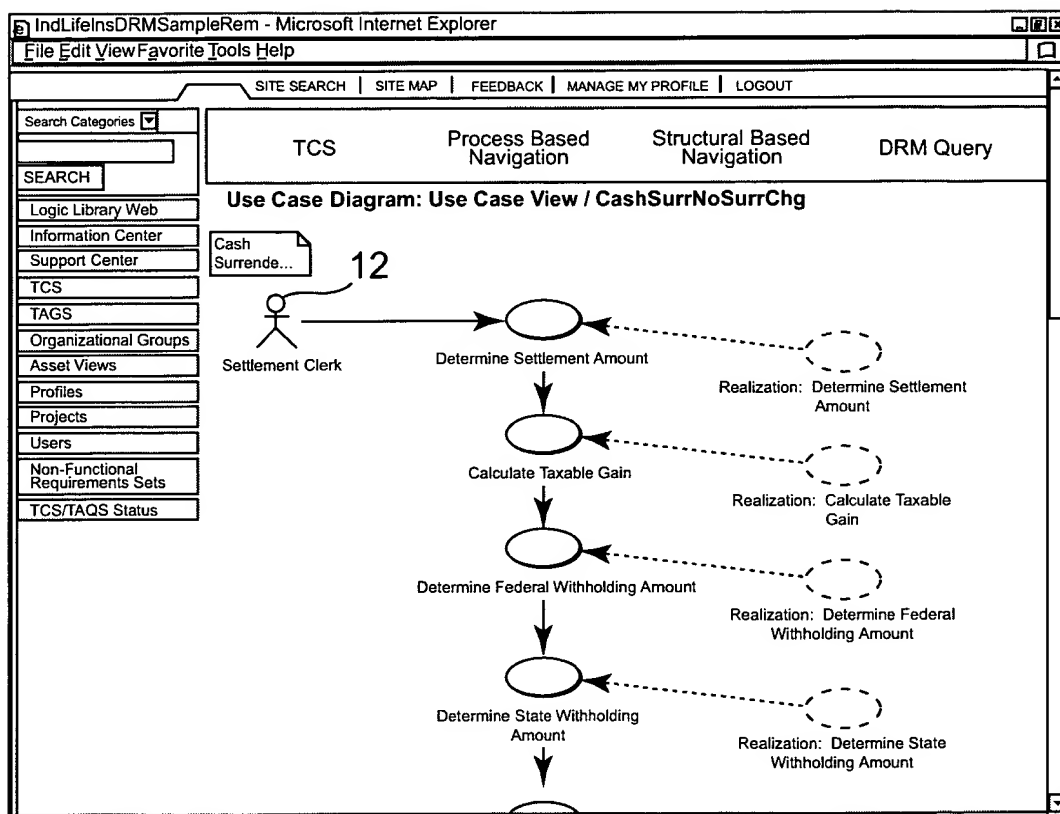 IndLifeInsDRMSampleRem - Microsoft Internet Explorer
File Edit View Favorite Tools Help
SITE SEARCH | SITE MAP | FEEDBACK | MANAGE MY PROFILE | LOGOUT
Search Categories
SEARCH
Logic Library Web
Information Center
Support Center
TCS
TAGS
Organizational Groups
Asset Views
Profiles
Projects
Users
Non-Functional
Requirements Sets
TCS/TAQS Status
TCS
Process Based
Navigation
Structural Based
Navigation
DRM Query
Use Case Diagram: Use Case View / CashSurrNoSurrChg
Cash
Surrende...
12
Settlement Clerk
Determine Settlement Amount
Realization: Determine Settlement
Amount
Calculate Taxable Gain
Realization: Calculate Taxable
Gain
Determine Federal Withholding Amount
Realization: Determine Federal
Withholding Amount
Determine State Withholding
Amount
Realization: Determine State
Withholding Amount